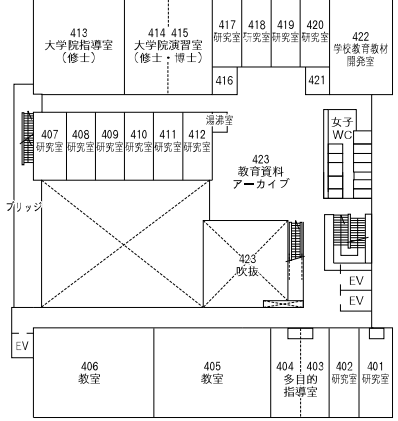 413
大学院指導室
(修士)
414 415
大学院演習室
(修士・博士)
417
研究室
418
研究室
419
研究室
420
研究室
422
学校教育教材
開発室
416
421
湯沸室
女子
WC
407
研究室
408
研究室
409
研究室
410
研究室
411
研究室
412
研究室
423
教育資料
アーカイブ
ブリッジ
423
吹抜
EV
EV
EV
406
教室
405
教室
404 403
多目的
指導室
402
研究室
401
研究室